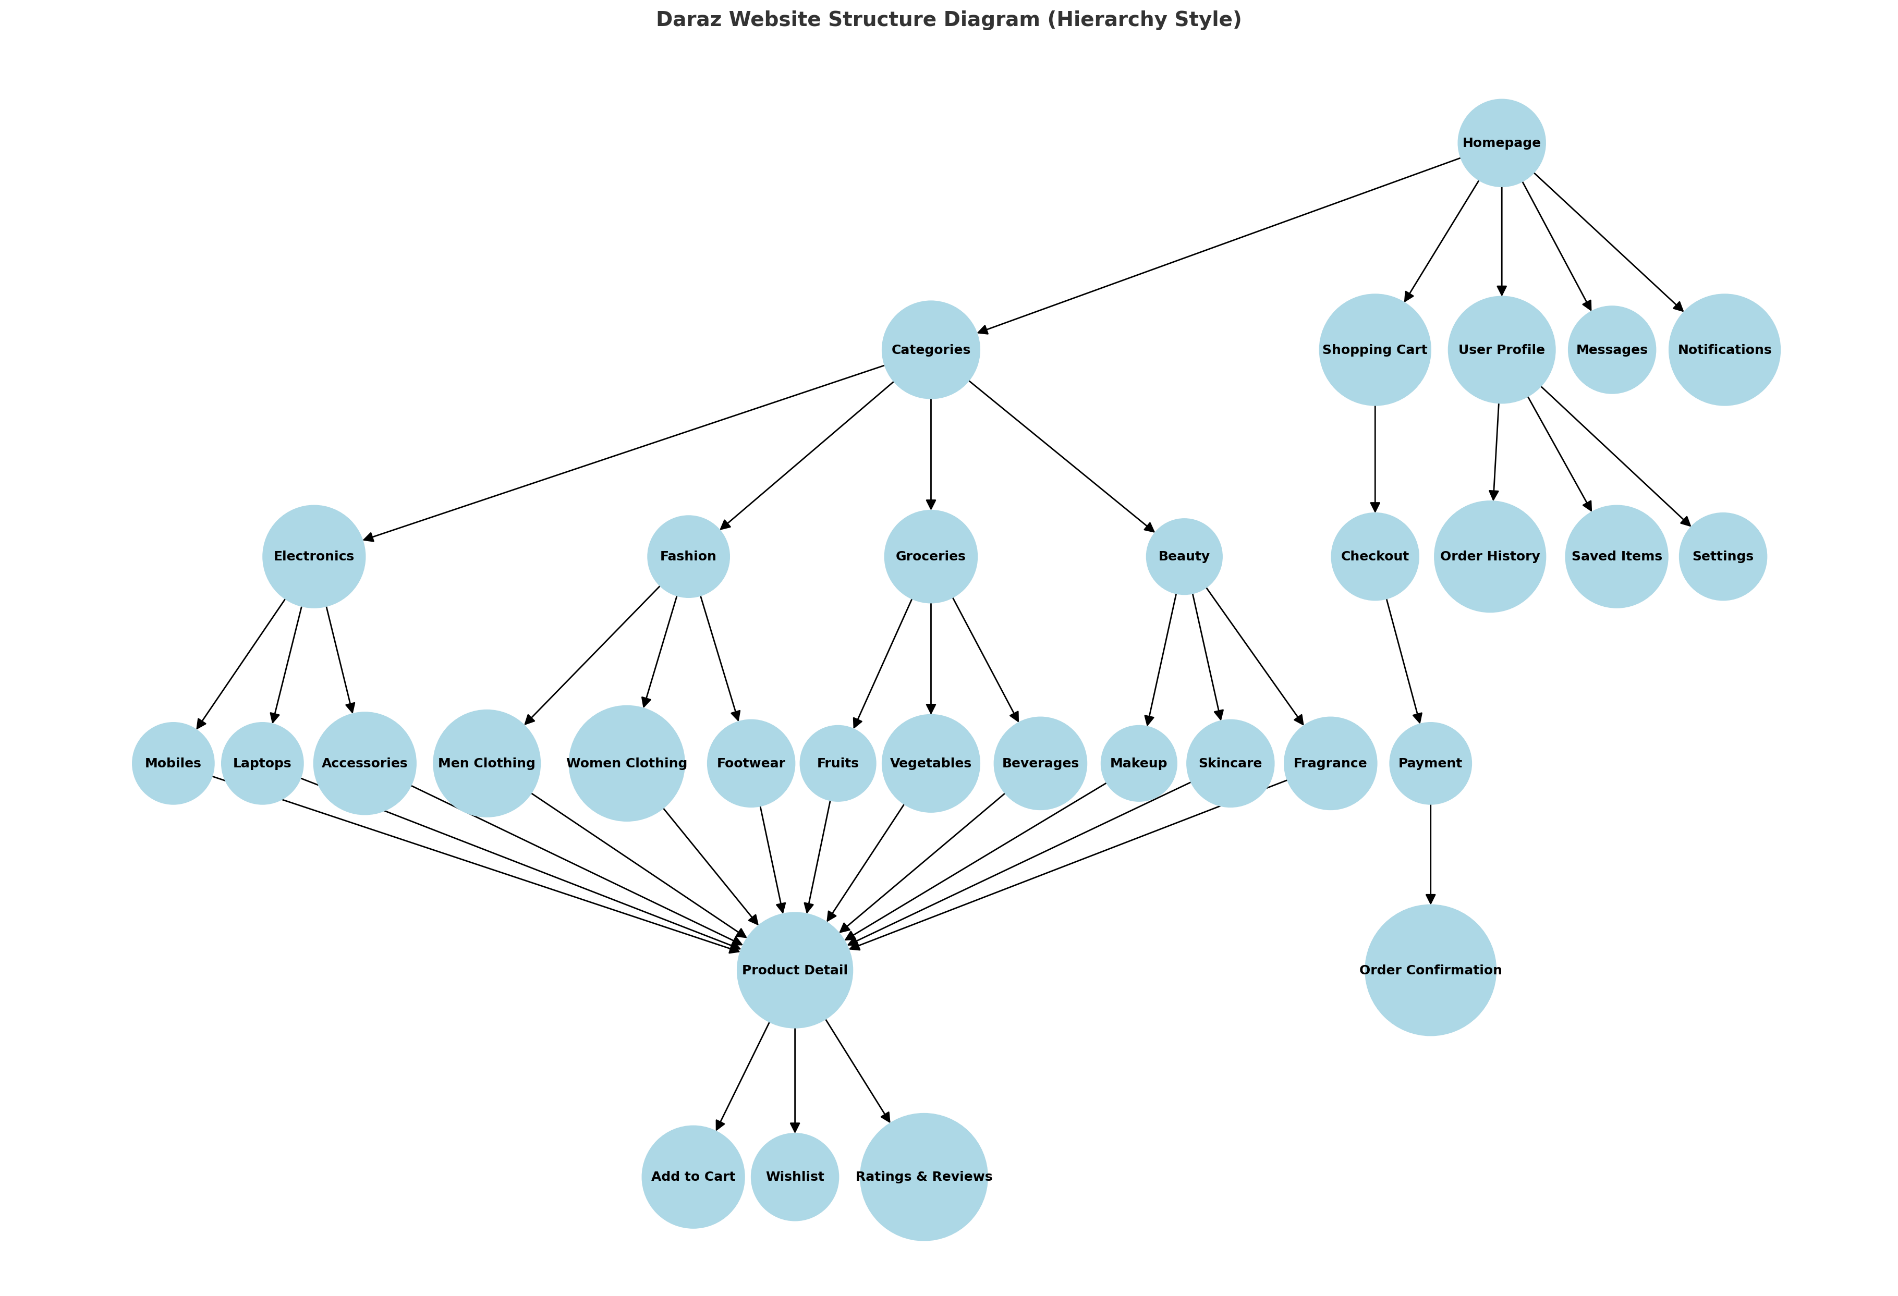 Daraz Website Structure Diagram (Hierarchy Style)
Homepage
Categories
Shopping Cart
User Profile
Messages
Notifications
Electronics
Fashion
Groceries
Beauty
Checkout
Order History
Saved Items
Settings
Mobiles
Laptops
Accessories
Men Clothing
Women Clothing
Footwear
Fruits
Vegetables
Beverages
Makeup
Skincare
Fragrance
Payment
Product Detail
Order Confirmation
Add to Cart
Wishlist
Ratings & Reviews